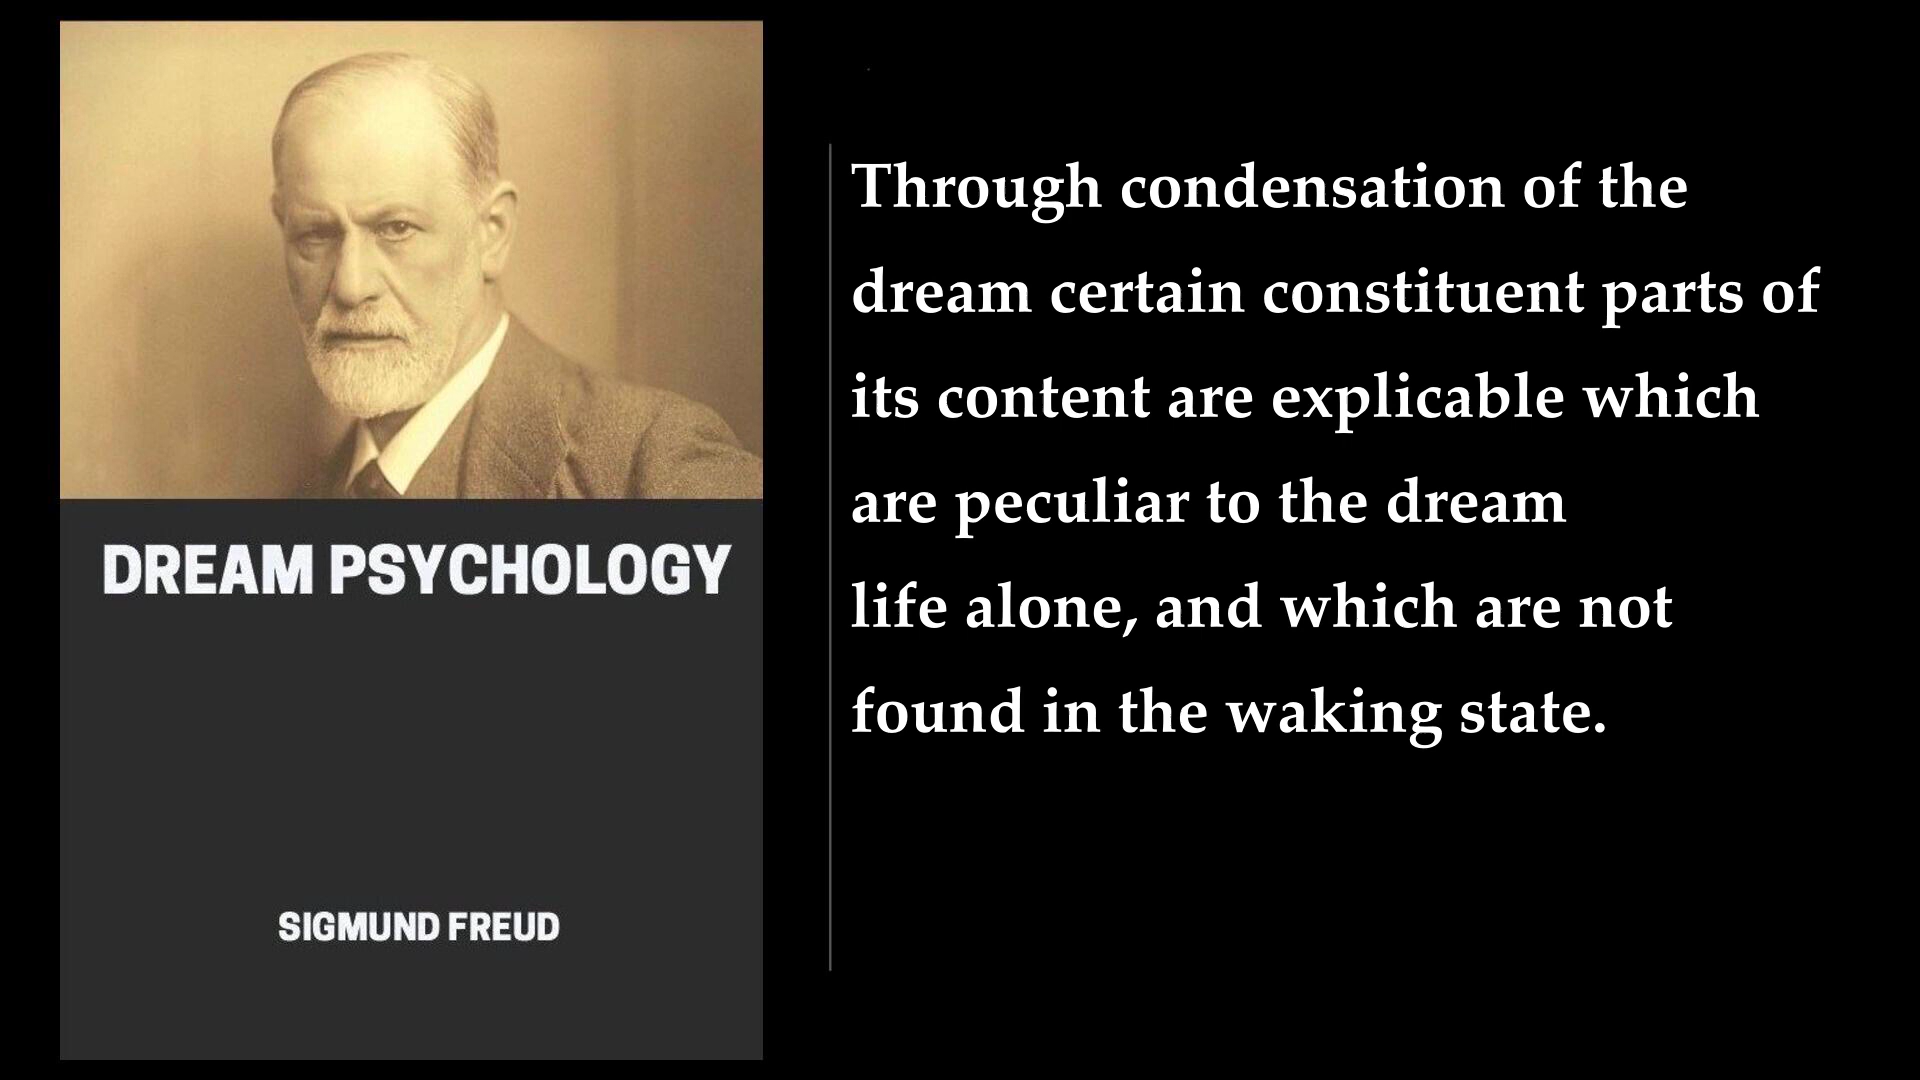 DREAM PSYCHOLOGY
SIGMUND FREUD
Through condensation of the
dream certain constituent parts of
its content are explicable which
are peculiar to the dream
life alone, and which are not
found in the waking state.